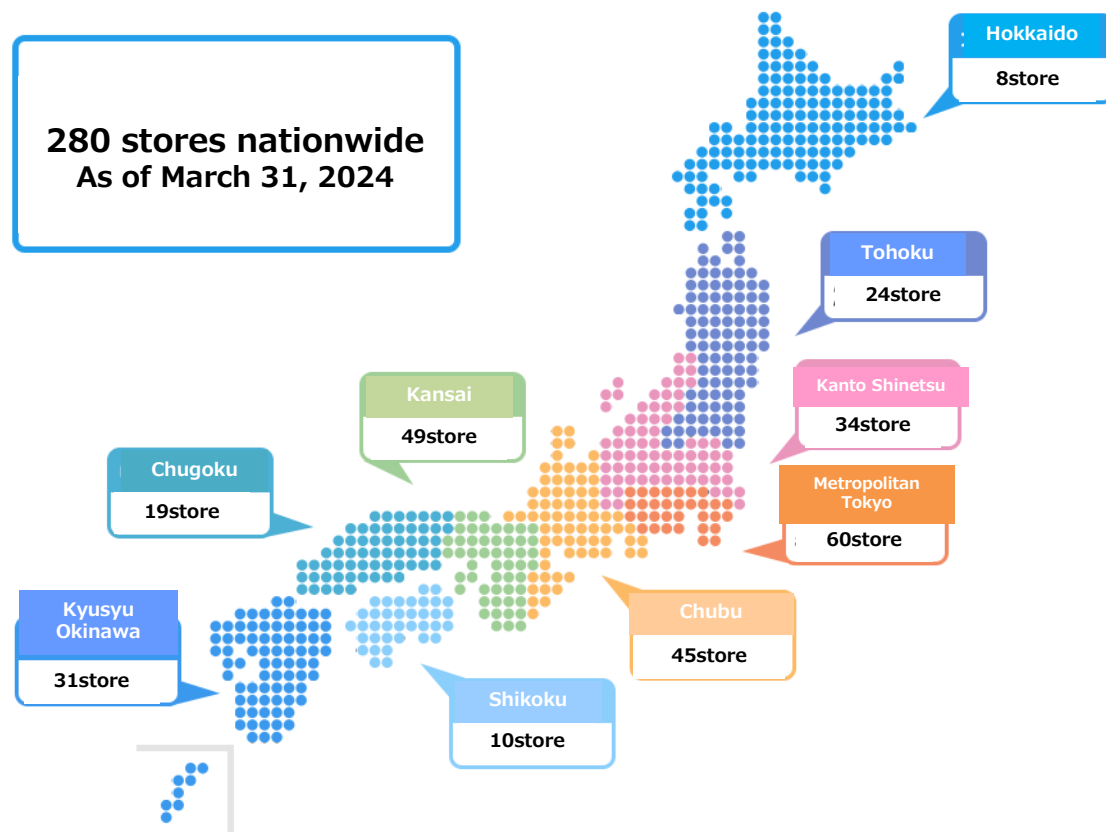 280 stores nationwide
As of March 31, 2024
Hokkaido
8store
Tohoku
24store
Kansai
49store
Kanto Shinetsu
34store
Chugoku
19store
Metropolitan
Tokyo
60store
Kyusyu
Okinawa
31store
Chubu
45store
Shikoku
10store